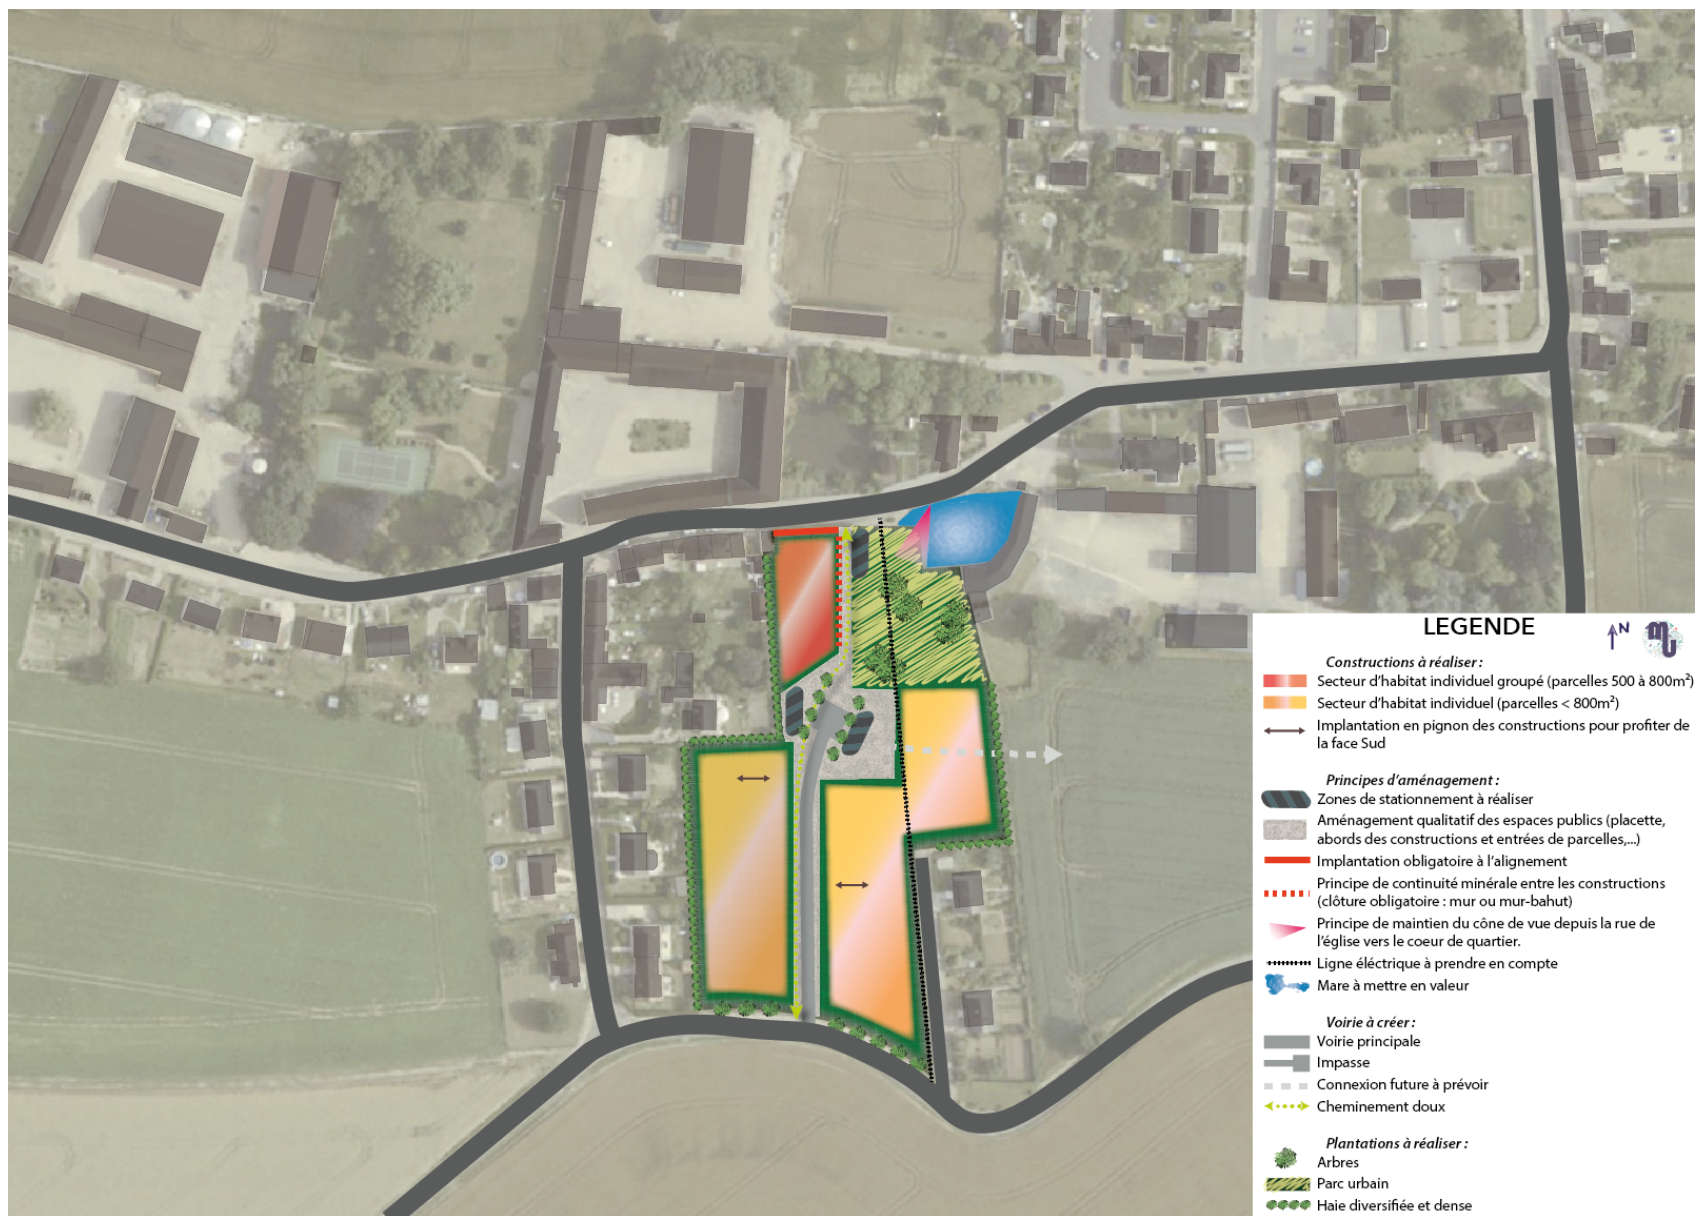 LEGENDE
N
Constructions à réaliser :
Secteur d'habitat individuel groupé (parcelles 500 à 800m²)
Secteur d'habitat individuel (parcelles < 800m²)
Implantation en pignon des constructions pour profiter de
la face Sud
Principes d'aménagement :
Zones de stationnement à réaliser
Aménagement qualitatif des espaces publics (placette,
abords des constructions et entrées de parcelles,...)
Implantation obligatoire à l'alignement
Principe de continuité minérale entre les constructions
(clôture obligatoire : mur ou mur-bahut)
Principe de maintien du cône de vue depuis la rue de
l'église vers le coeur de quartier.
Ligne éléctrique à prendre en compte
Mare à mettre en valeur
Voirie à créer :
Voirie principale
Impasse
Connexion future à prévoir
Cheminement doux
Plantations à réaliser :
Arbres
Parc urbain
Haie diversifiée et dense